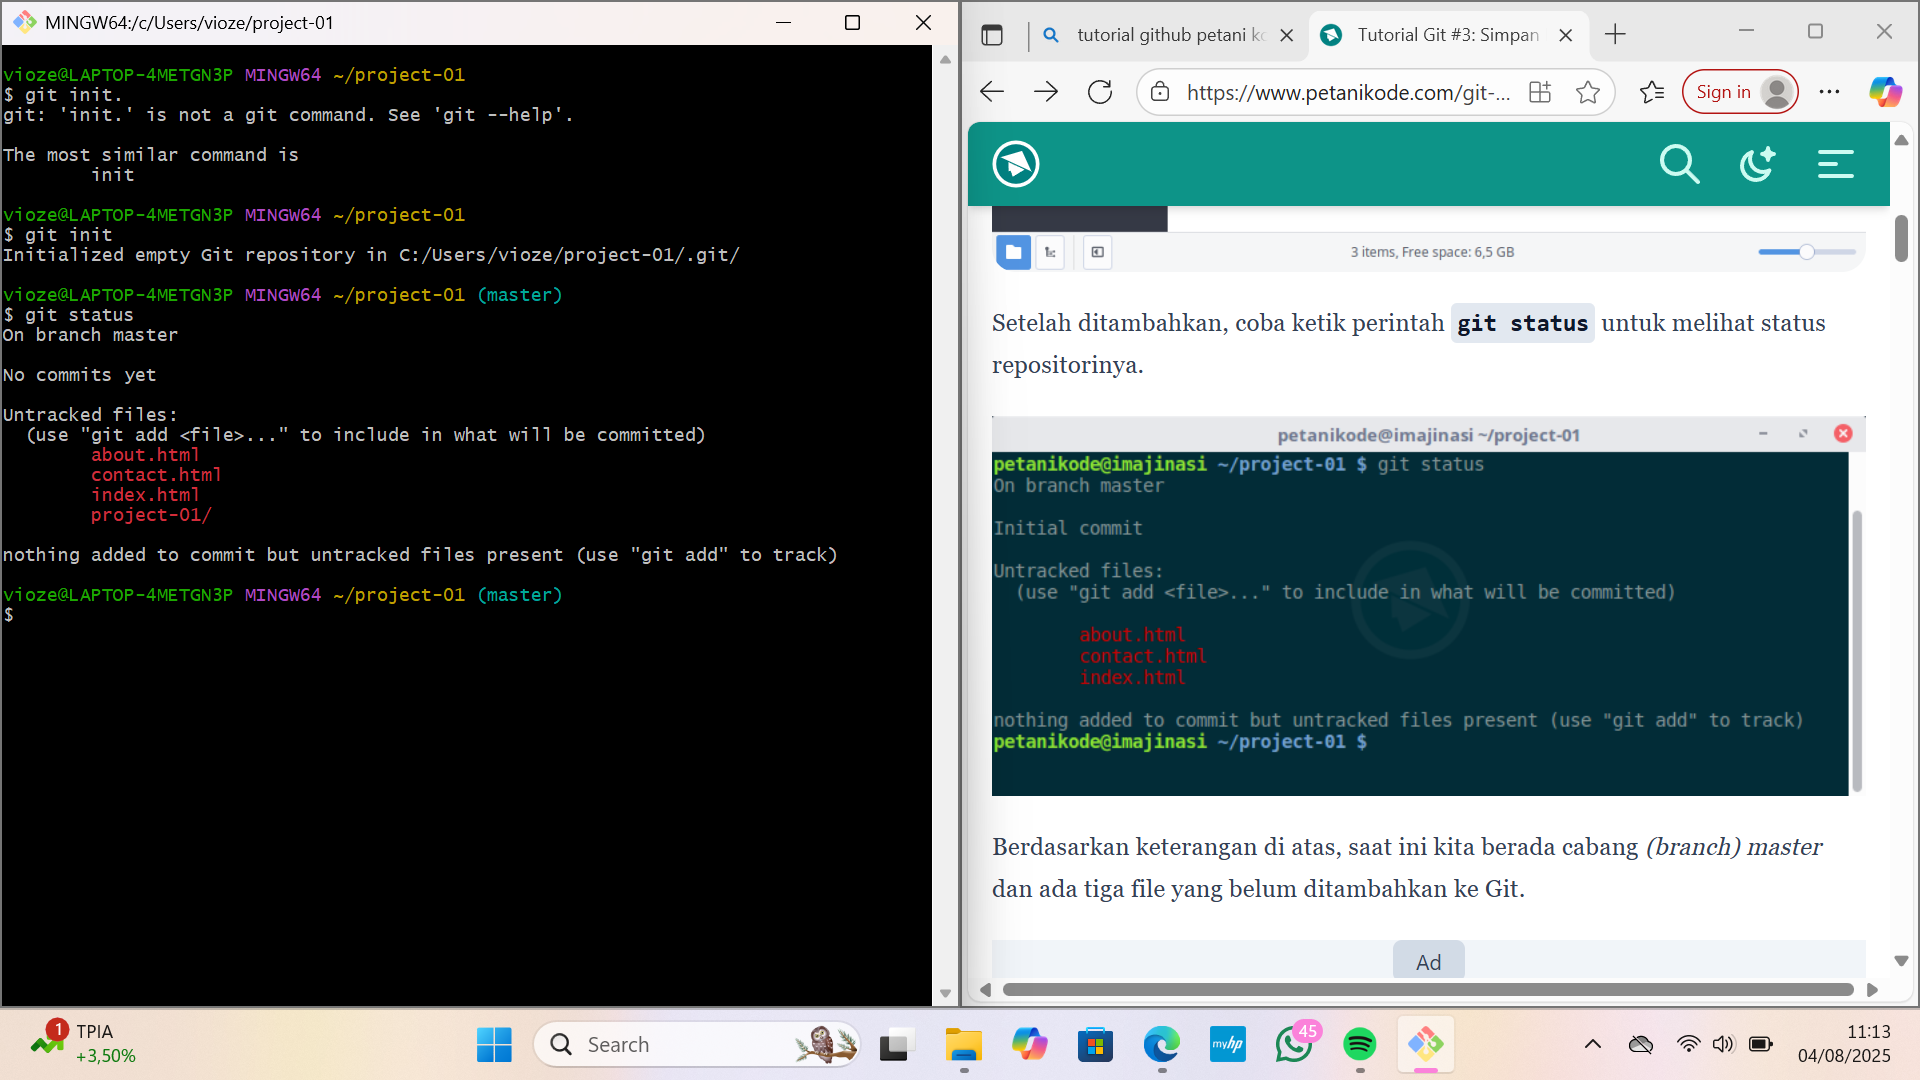 MINGW64:/c/Users/vioze/project-01
vioze@LAPTOP-4METGN3P MINGW64 ~/project-01
$ git init.
git: 'init.' is not a git command. See 'git --help'.
The most similar command is
init
vioze@LAPTOP-4METGN3P MINGW64 ~/project-01
$ git init
Initialized empty Git repository in C:/Users/vioze/project-01/.git/
vioze@LAPTOP-4METGN3P MINGW64 ~/project-01 (master)
$ git status
On branch master
No commits yet
Untracked files:
(use "git add <file>..." to include in what will be committed)
about.html
contact.html
index.html
project-01/
nothing added to commit but untracked files present (use "git add" to track)
vioze@LAPTOP-4METGN3P MINGW64 ~/project-01 (master)
$
tutorial github petani ko
Tutorial Git #3: Simpan
https://www.petanikode.com/git-...
Sign in
3 items, Free space: 6,5 GB
Setelah ditambahkan, coba ketik perintah git status untuk melihat status
repositorinya.
petanikode@imajinasi ~/project-01
petanikode@imajinasi ~/project-01 $ git status
On branch master
Initial commit
Untracked files:
(use "git add <file>..." to include in what will be committed)
about.html
contact.html
index.html
nothing added to commit but untracked files present (use "git add" to track)
petanikode@imajinasi ~/project-01 $
Berdasarkan keterangan di atas, saat ini kita berada cabang (branch) master
dan ada tiga file yang belum ditambahkan ke Git.
Ad
1
TPIA
+3,50%
Search
myhp
45
11:13
04/08/2025